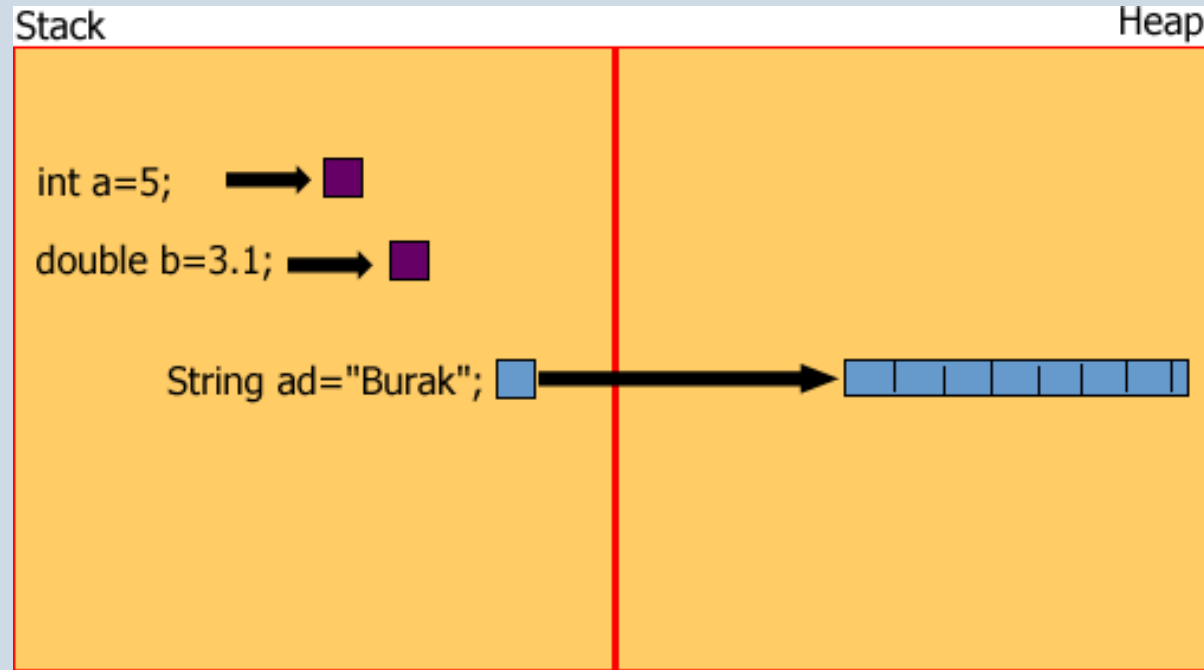 Stack
Heap
int a=5;
double b=3.1;
String ad="Burak";